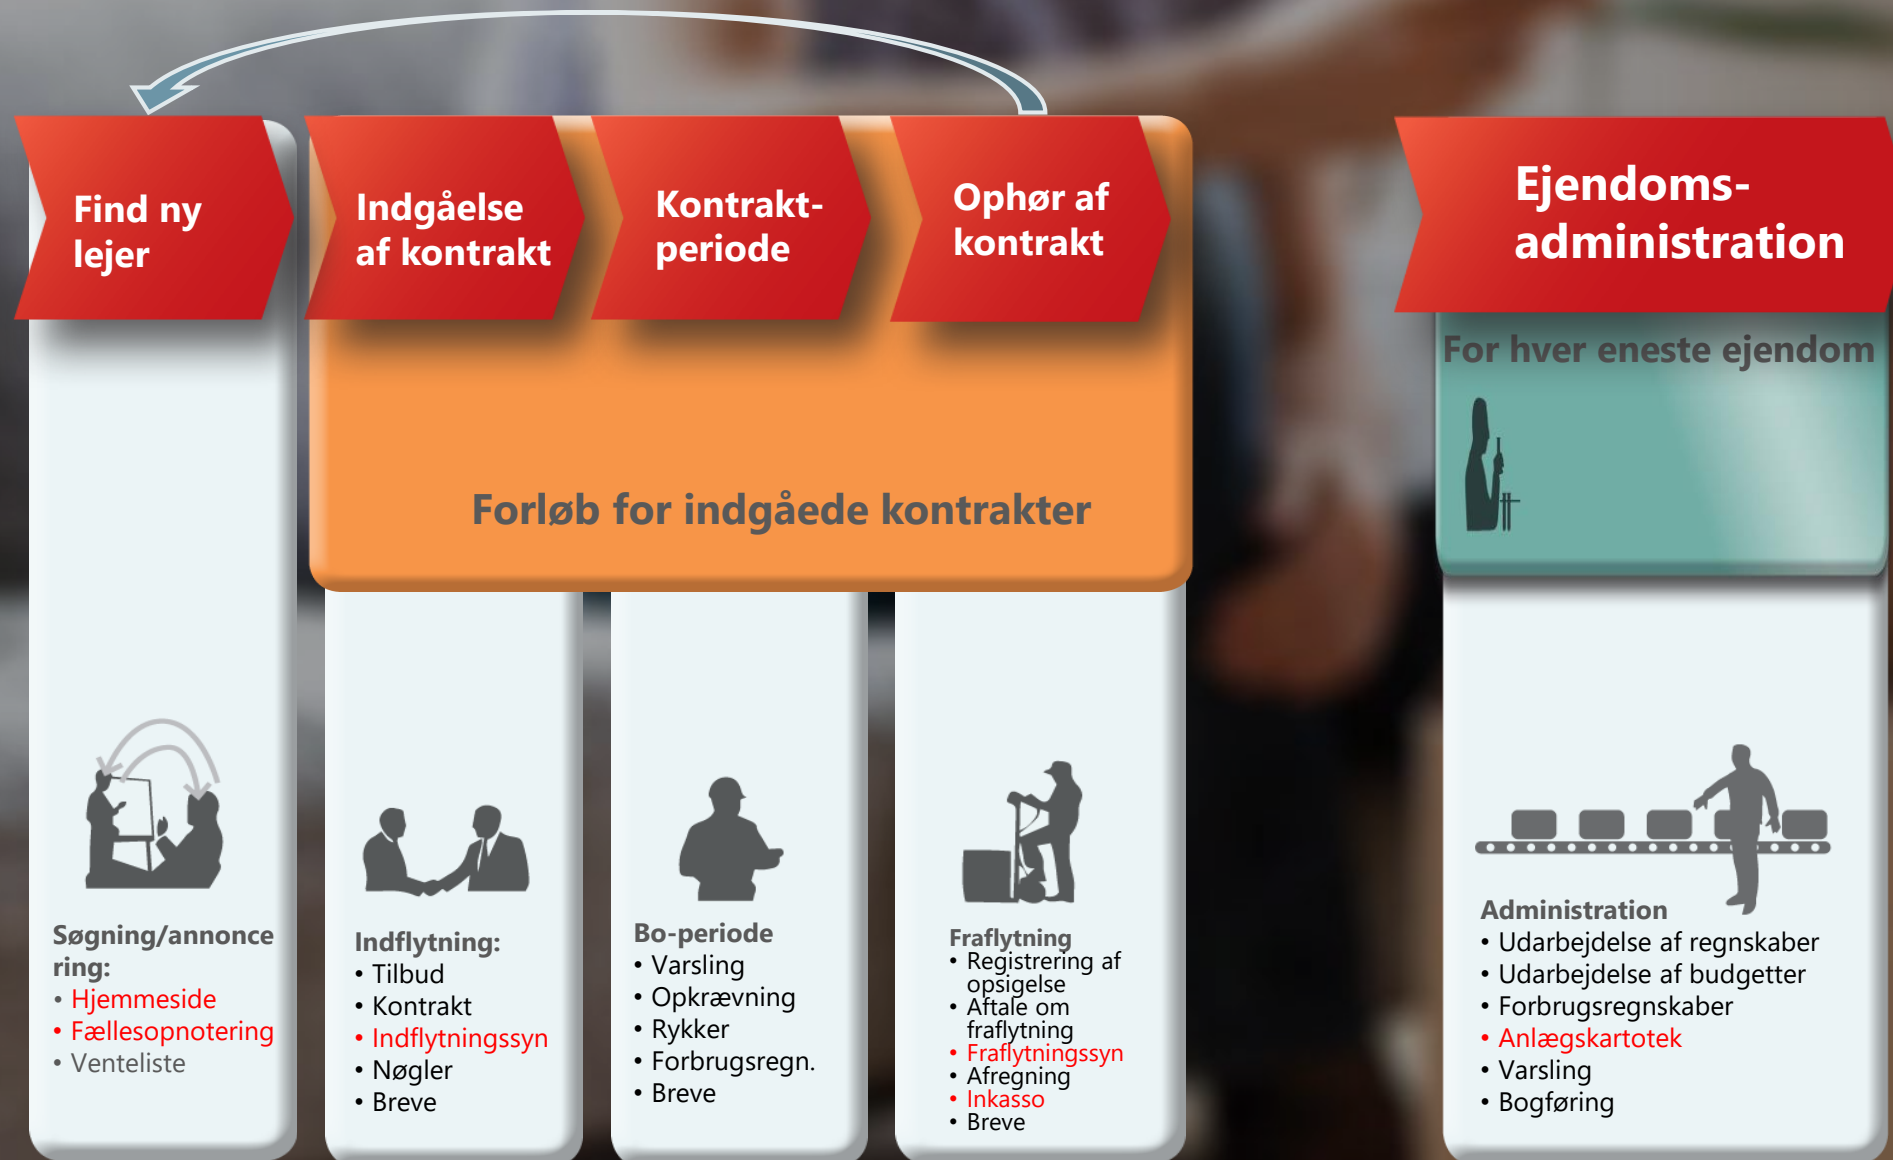 Find ny
lejer
Indgåelse
af kontrakt
Kontrakt-
periode
Ophør af
kontrakt
Ejendoms-
administration
For hver eneste ejendom
Forløb for indgåede kontrakter
Søgning/annonce
ring:
• Hjemmeside
• Fællesopnotering
• Venteliste
Indflytning:
• Tilbud
• Kontrakt
• Indflytningssyn
• Nøgler
• Breve
Bo-periode
• Varsling
• Opkrævning
• Rykker
• Forbrugsregn.
• Breve
Fraflytning
• Registrering af
opsigelse
• Aftale om
fraflytning
• Fraflytningssyn
• Afregning
• Inkasso
• Breve
Administration
• Udarbejdelse af regnskaber
• Udarbejdelse af budgetter
• Forbrugsregnskaber
• Anlægskartotek
• Varsling
• Bogføring